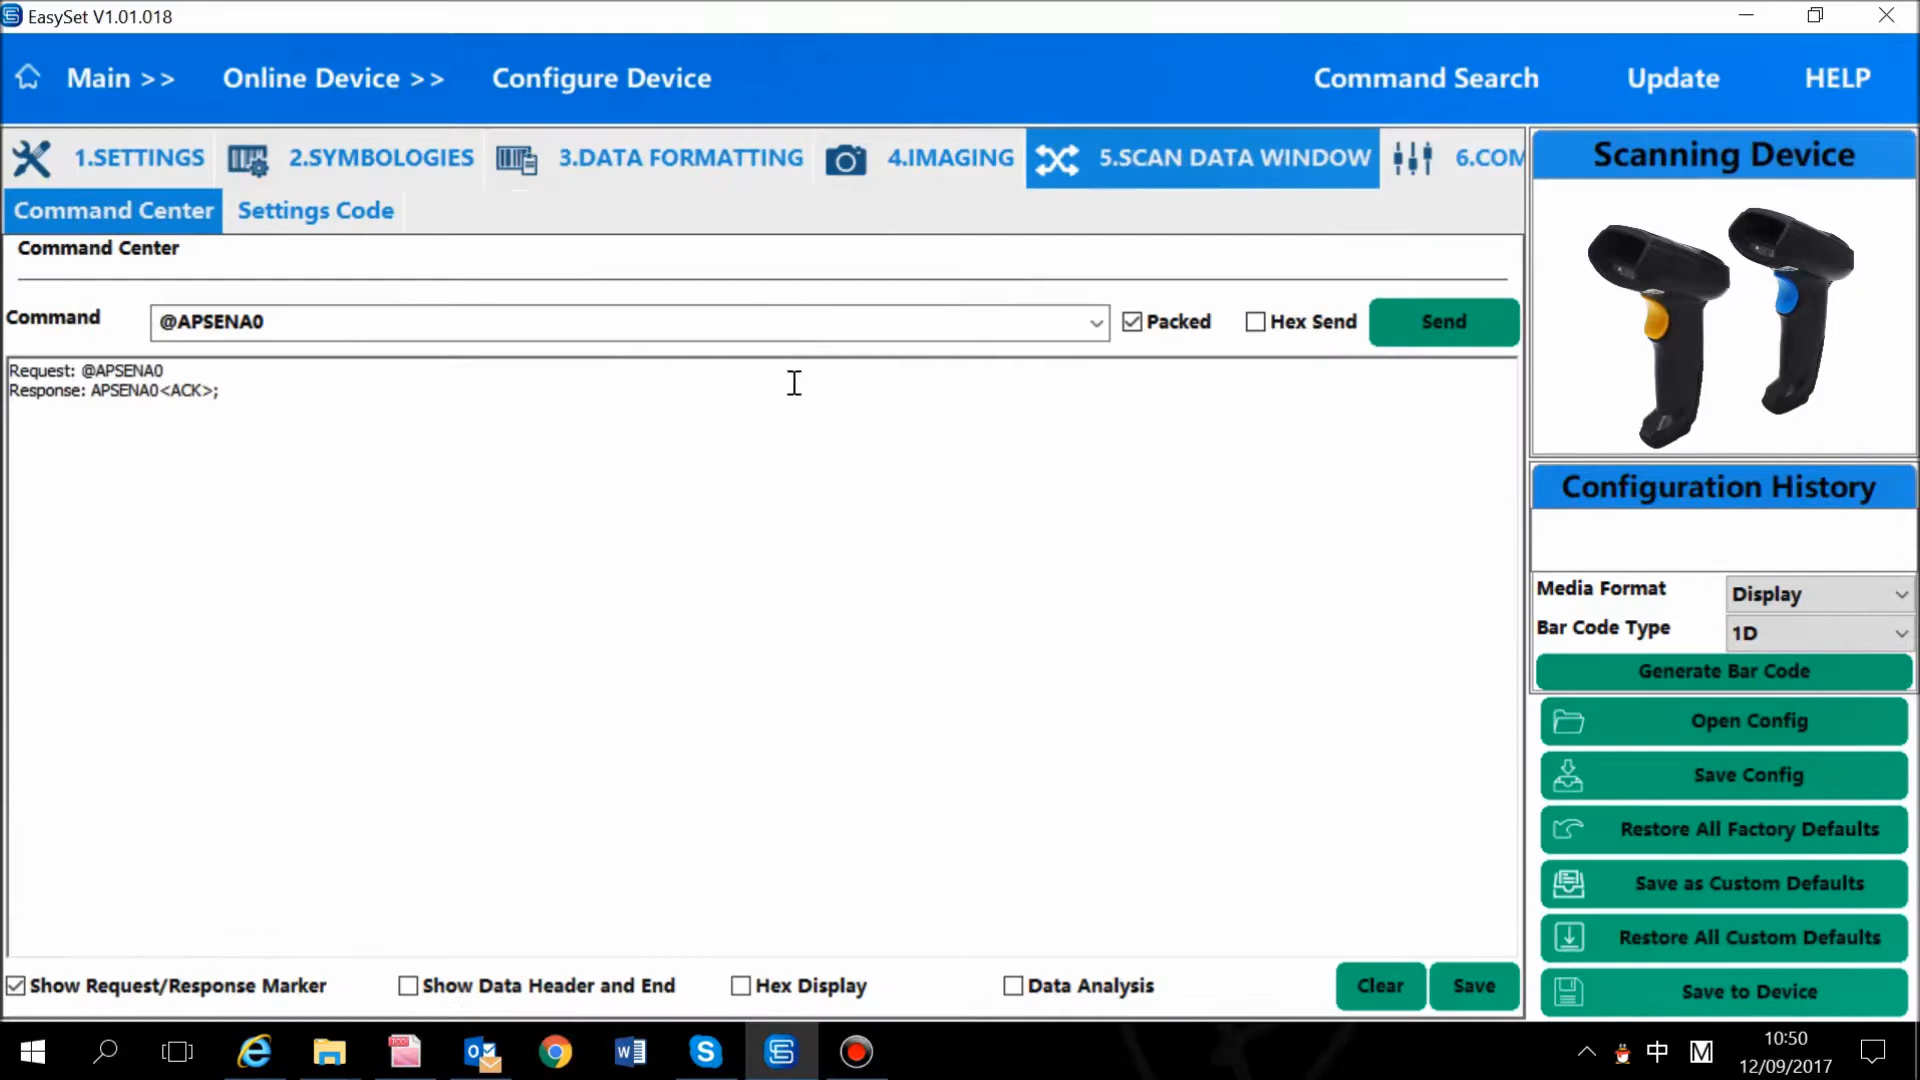 EasySet V1.01.018
Main >> Online Device >> Configure Device Command Search Update HELP
1.SETTINGS 2.SYMBOLOGIES 3.DATA FORMATTING 4.IMAGING 5.SCAN DATA WINDOW 6.COM
Scanning Device
Command Center Settings Code
Command Center
Command @APSENA0 Packed Hex Send Send
Request: @APSENA0
Response: APSENA0<ACK>;
Configuration History
Media Format Display
Bar Code Type 1D
Generate Bar Code
Open Config
Save Config
Restore All Factory Defaults
Save as Custom Defaults
Restore All Custom Defaults
Save to Device
Show Request/Response Marker Show Data Header and End Hex Display Data Analysis Clear Save
中 M
10:50
12/09/2017